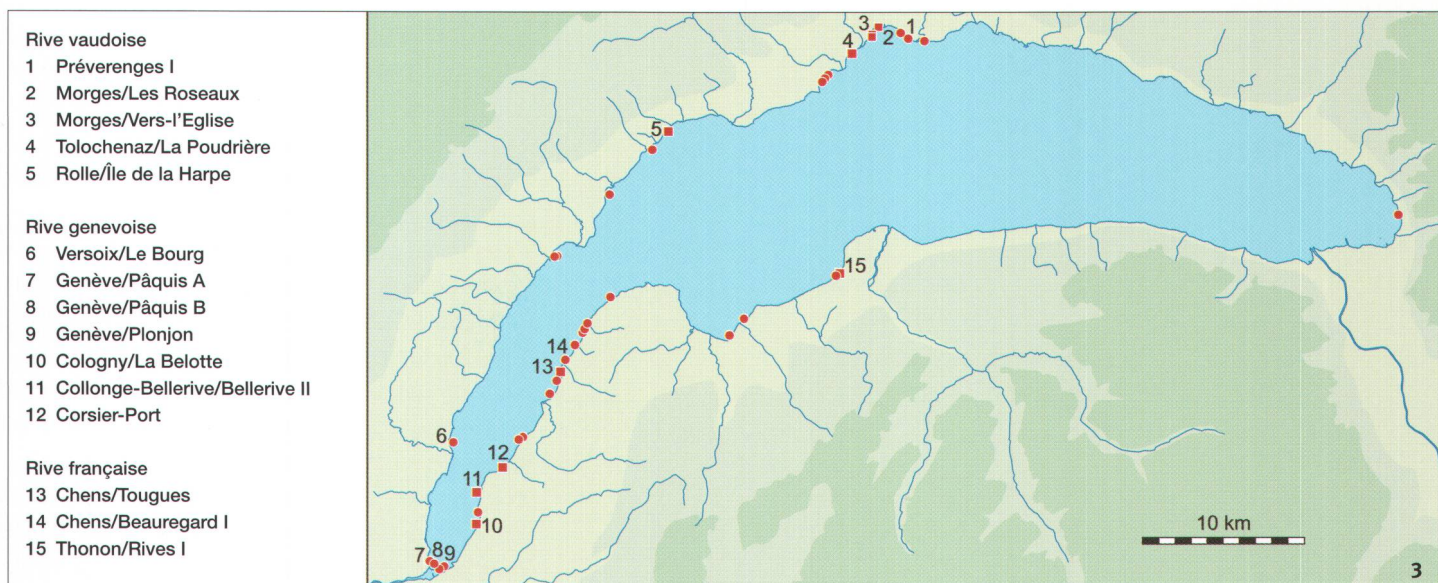 Rive vaudoise
1 Préverenges I
2 Morges/Les Roseaux
3 Morges/Vers-l'Eglise
4 Tolochenaz/La Poudrière
5 Rolle/Île de la Harpe
Rive genevoise
6 Versoix/Le Bourg
7 Genève/Pâquis A
8 Genève/Pâquis B
9 Genève/Plonjon
10 Cologny/La Belotte
11 Collonge-Bellerive/Bellerive II
12 Corsier-Port
Rive française
13 Chens/Tougues
14 Chens/Beauregard I
15 Thonon/Rives I
3
1
2
4
5
15
14
13
6
12
11
10
7
8
9
10 km
3